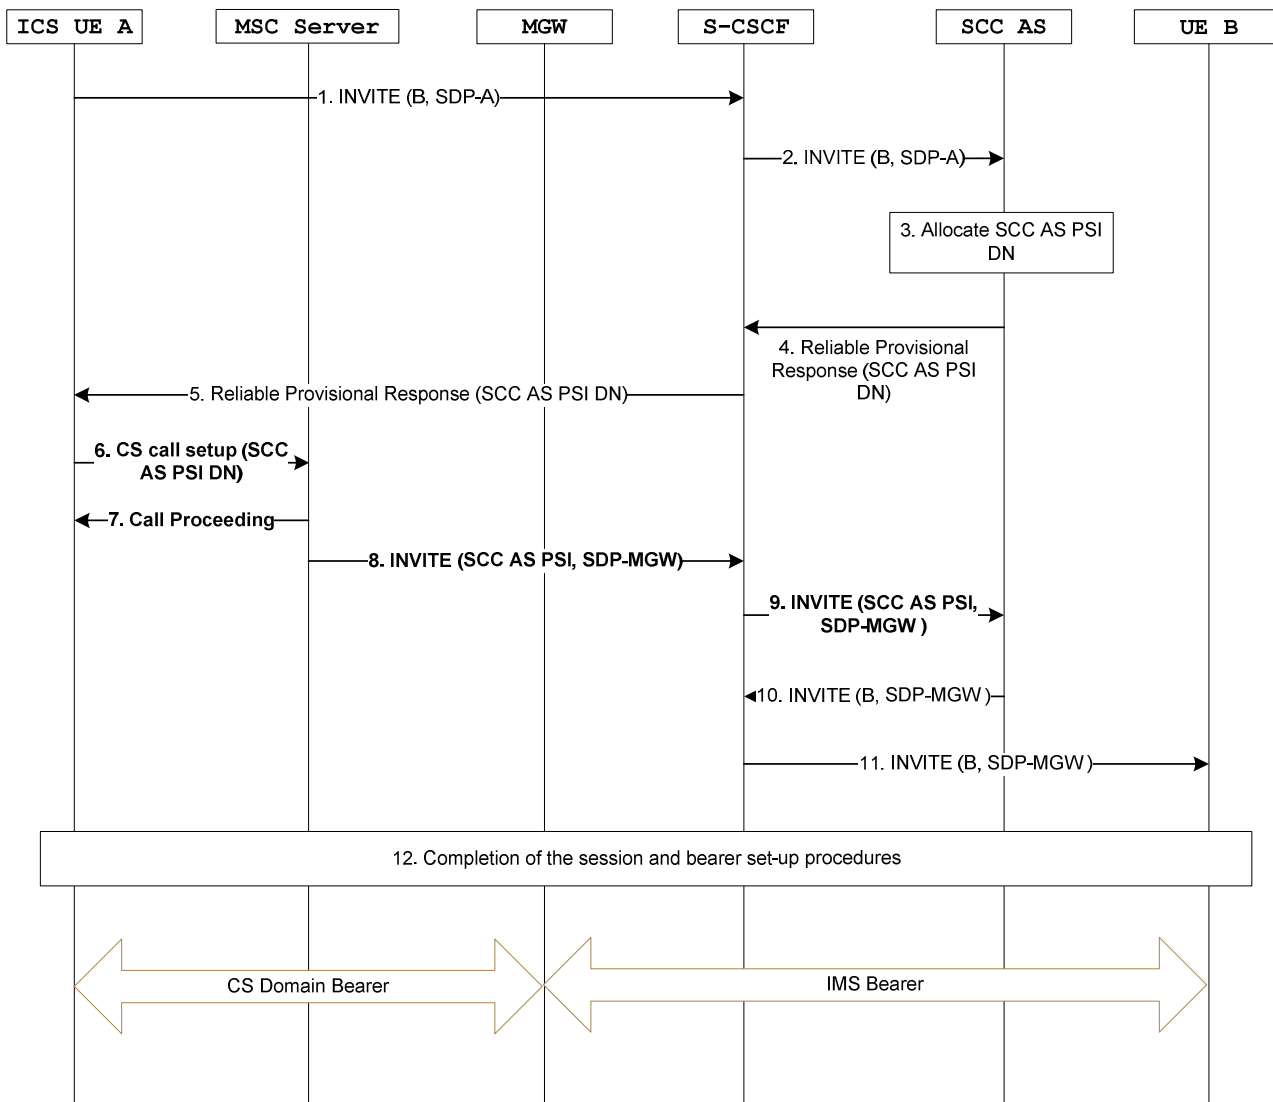 ICS UE A
MSC Server
MGW
S-CSCF
SCC AS
UE B
1. INVITE (B, SDP-A)
2. INVITE (B, SDP-A)
3. Allocate SCC AS PSI
DN
4. Reliable Provisional
Response (SCC AS PSI
DN)
5. Reliable Provisional Response (SCC AS PSI DN)
6. CS call setup (SCC
AS PSI DN)
7. Call Proceeding
8. INVITE (SCC AS PSI, SDP-MGW)
9. INVITE (SCC AS PSI,
SDP-MGW )
10. INVITE (B, SDP-MGW )
11. INVITE (B, SDP-MGW )
12. Completion of the session and bearer set-up procedures
CS Domain Bearer
IMS Bearer